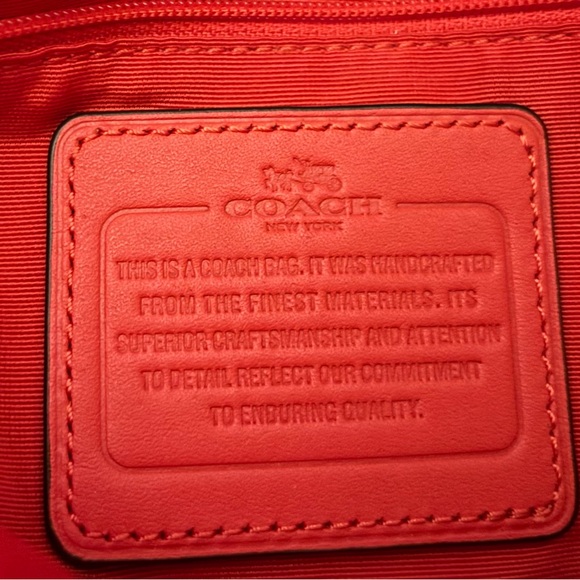 COACH
NEW YORK
THIS IS A COACH BAG. IT WAS HANDCRAFTED
FROM THE FINEST MATERIALS. ITS
SUPERIOR CRAFTSMANSHIP AND ATTENTION
TO DETAIL REFLECT OUR COMMITMENT
TO ENDURING QUALITY.